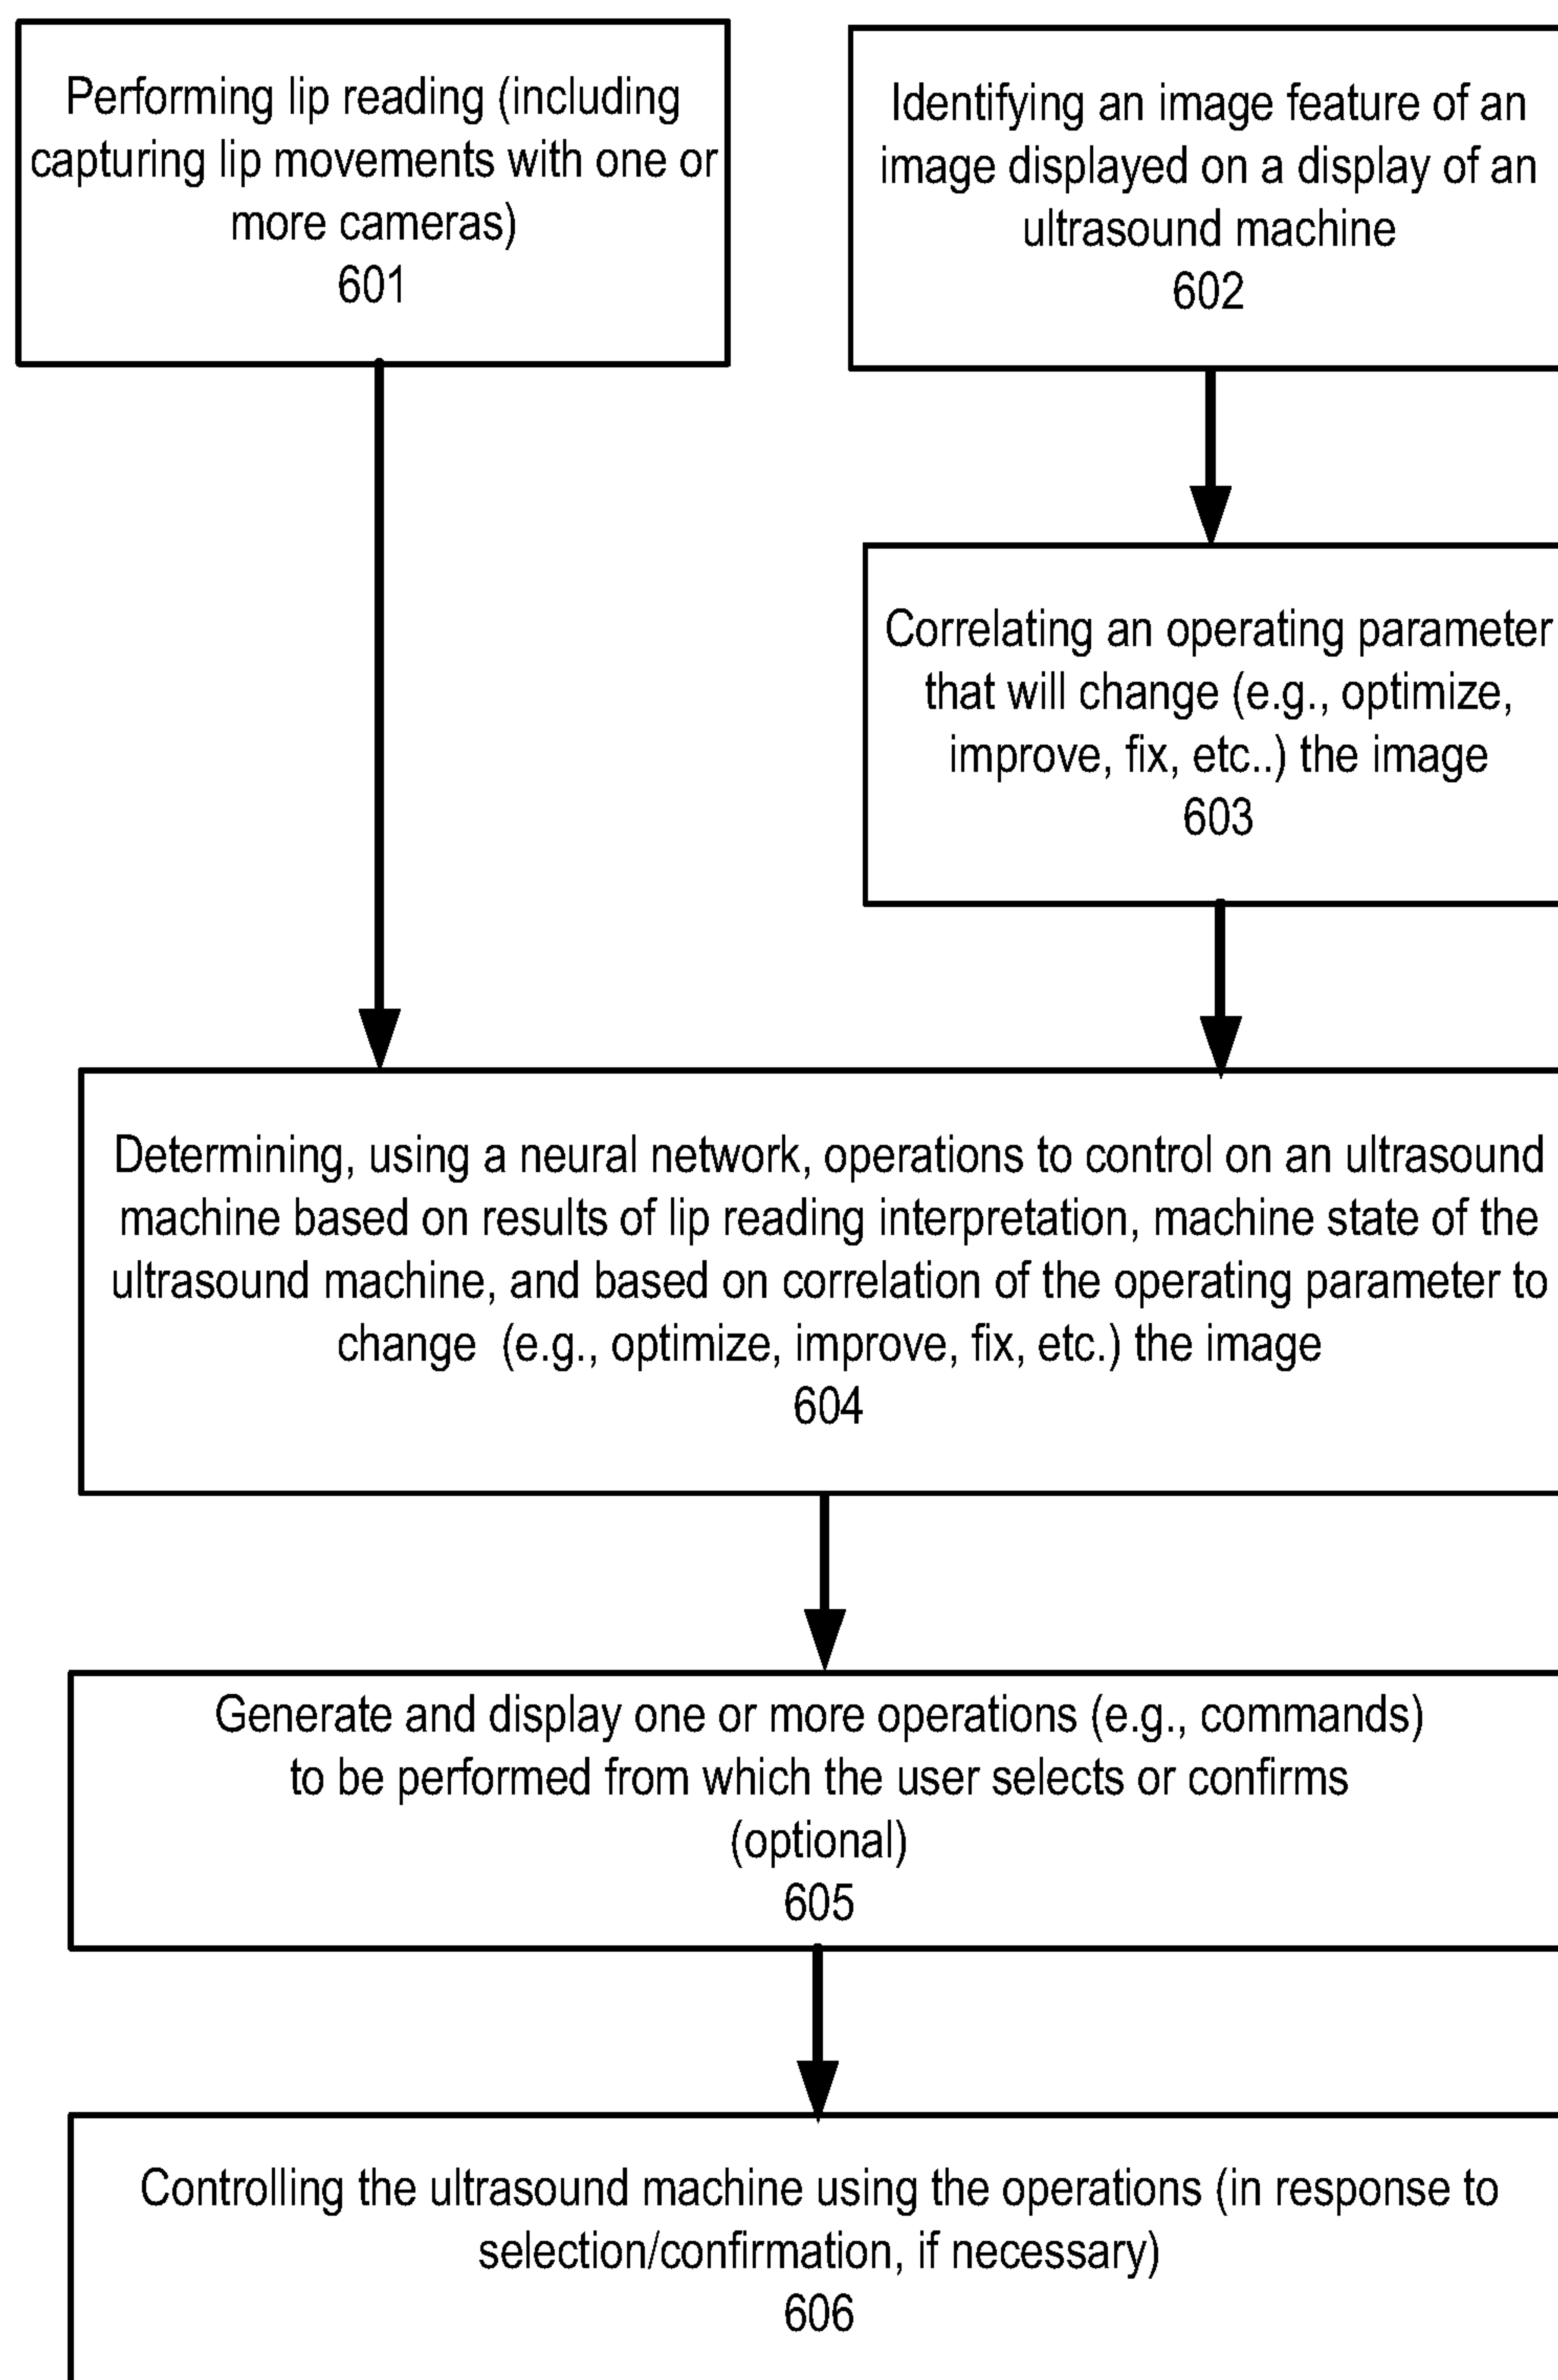 Performing lip reading (including
capturing lip movements with one or
more cameras)
601
Identifying an image feature of an
image displayed on a display of an
ultrasound machine
602
Correlating an operating parameter
that will change (e.g., optimize,
improve, fix, etc..) the image
603
Determining, using a neural network, operations to control on an ultrasound
machine based on results of lip reading interpretation, machine state of the
ultrasound machine, and based on correlation of the operating parameter to
change (e.g., optimize, improve, fix, etc.) the image
604
Generate and display one or more operations (e.g., commands)
to be performed from which the user selects or confirms
(optional)
605
Controlling the ultrasound machine using the operations (in response to
selection/confirmation, if necessary)
606